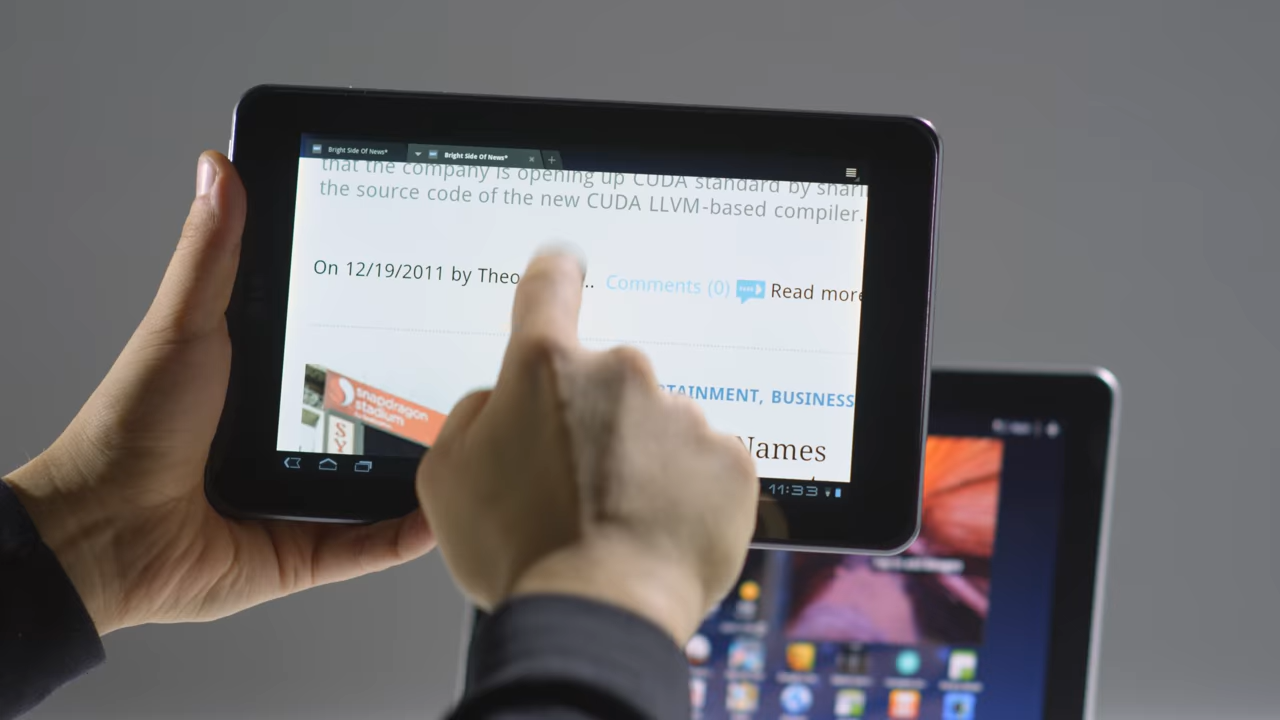 Bright Side Of News* Bright Side Of News*
that the company is opening up CUDA standard by
the source code of the new CUDA LLVM-based compiler.
On 12/19/2011 by Theo .. Comments (0) Read more
BUSINESS
snapdragon
stadium
SY
Names
11:33